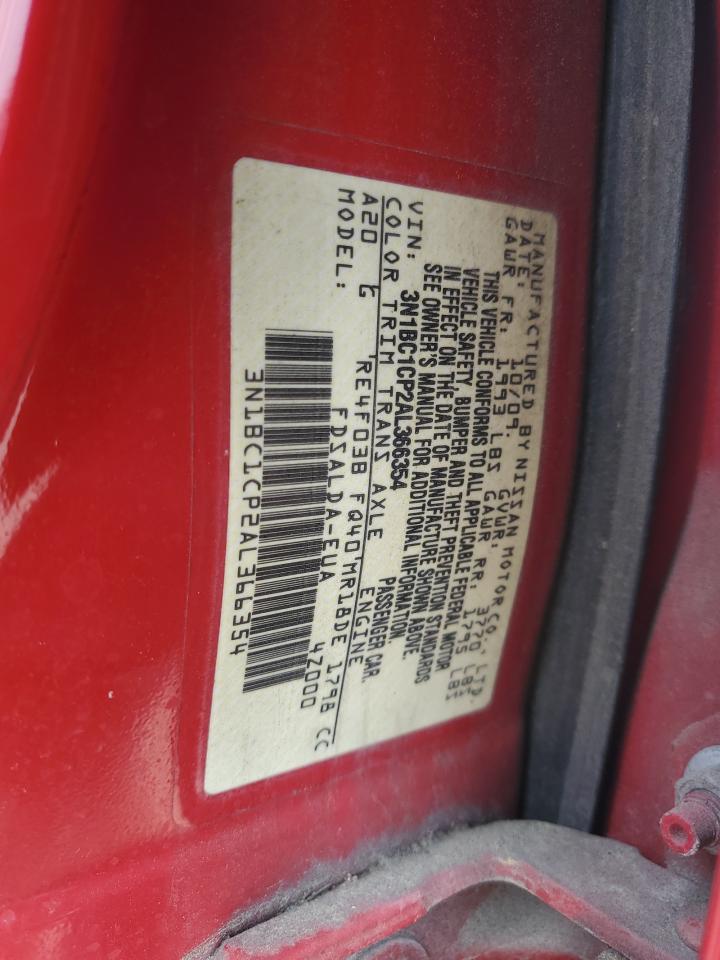 MANUFACTURED BY NISSAN MOTOR CO., LTD.
DATE: 10/09. GVWR: 3770 LBS
GAWR FR: 1993 LBS GAWR RR: 1795 LBS
THIS VEHICLE CONFORMS TO ALL APPLICABLE FEDERAL MOTOR
VEHICLE SAFETY, BUMPER AND THEFT PREVENTION STANDARDS
IN EFFECT ON THE DATE OF MANUFACTURE SHOWN ABOVE.
SEE OWNER'S MANUAL FOR ADDITIONAL INFORMATION.
VIN: 3N1BC1CP2AL366354 PASSENGER CAR.
COLOR TRIM TRANS AXLE ENGINE
A20 G RE4F03B FQ40 MR18DE 1798 CC
MODEL: FDSALDA-EUA 4Z000
3N1BC1CP2AL366354